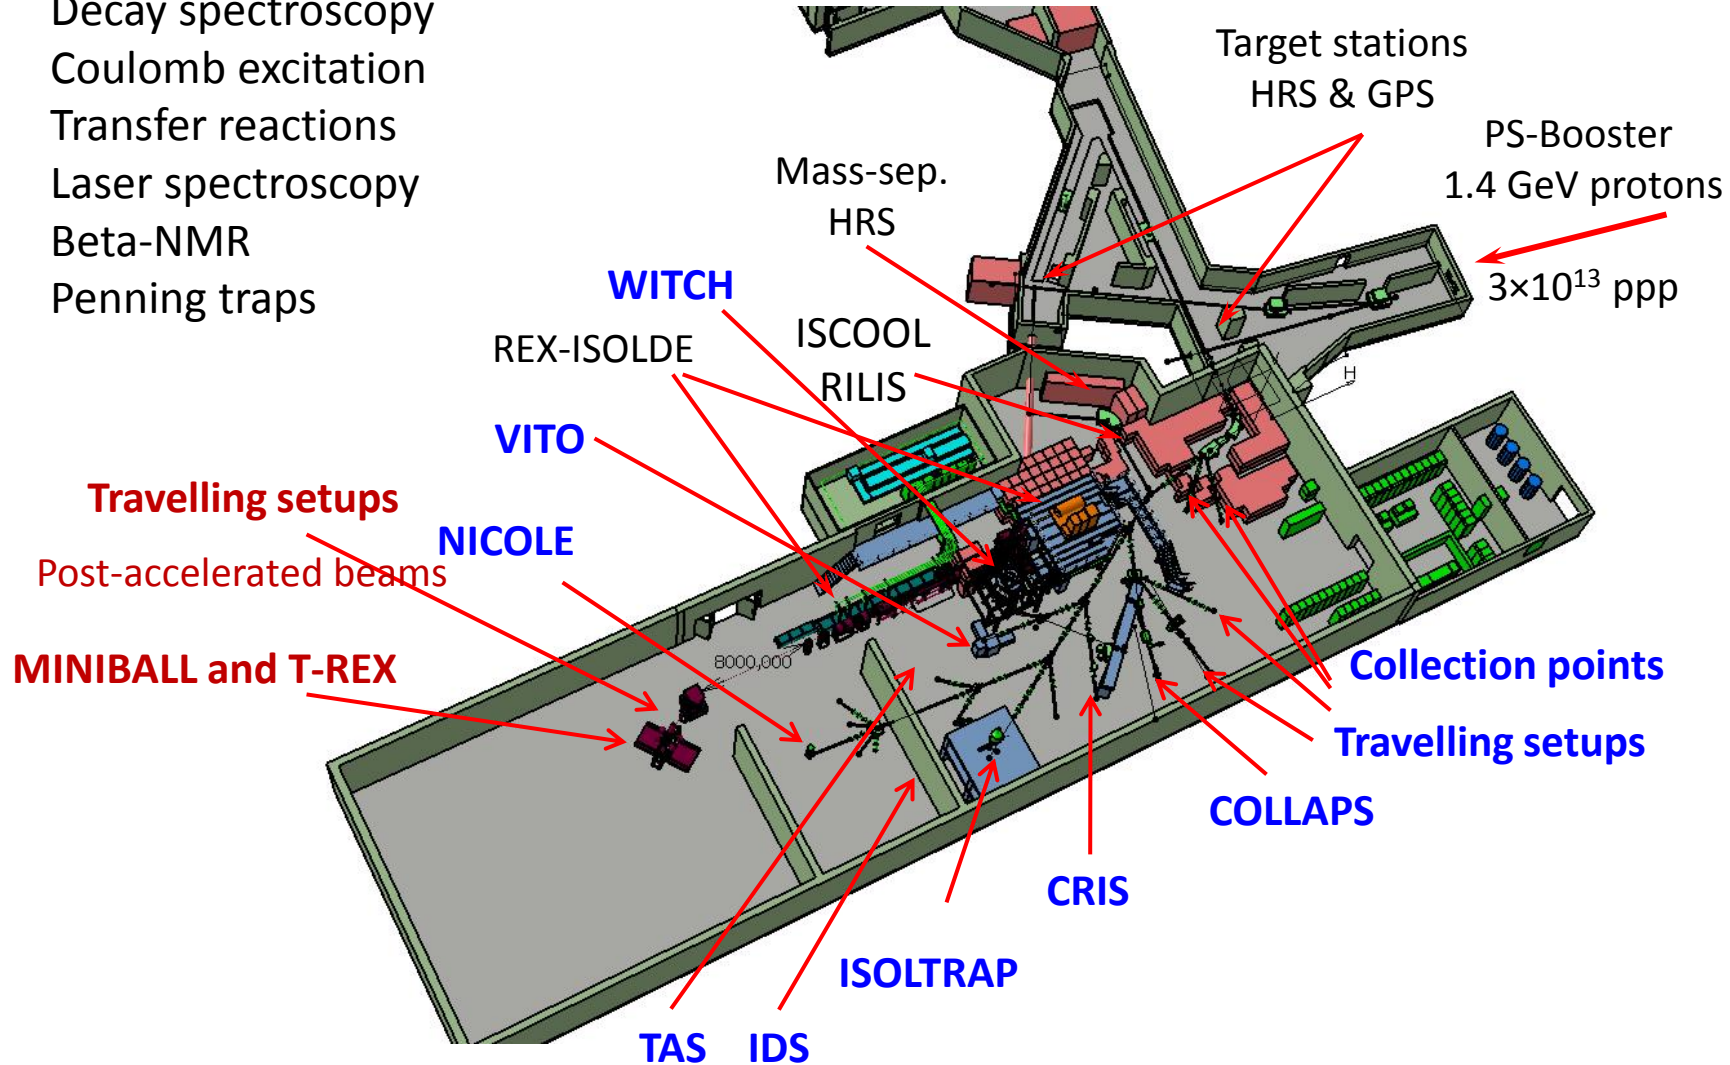 Decay spectroscopy
Coulomb excitation
Transfer reactions
Laser spectroscopy
Beta-NMR
Penning traps
Target stations
HRS & GPS
PS-Booster
1.4 GeV protons
3×10¹³ ppp
Mass-sep.
HRS
WITCH
REX-ISOLDE
ISCOOL
RILIS
H
VITO
Travelling setups
NICOLE
Post-accelerated beams
8000,000
MINIBALL and T-REX
Collection points
Travelling setups
COLLAPS
CRIS
ISOLTRAP
TAS
IDS